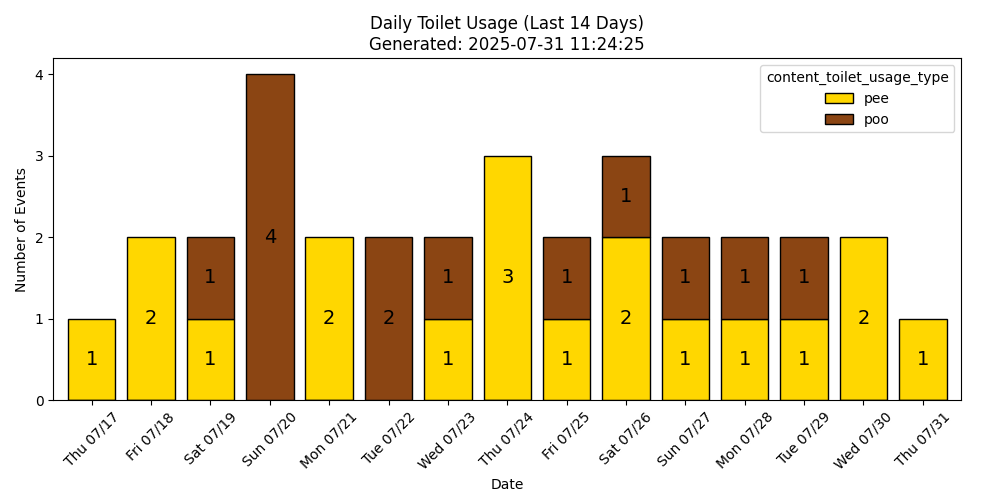 Daily Toilet Usage (Last 14 Days)
Generated: 2025-07-31 11:24:25
content_toilet_usage_type
pee
poo
Number of Events
4
3
2
1
0
1
2
1
1
4
2
2
1
1
3
1
1
1
2
1
1
1
1
1
1
2
1
Thu 07/17
Fri 07/18
Sat 07/19
Sun 07/20
Mon 07/21
Tue 07/22
Wed 07/23
Thu 07/24
Fri 07/25
Sat 07/26
Sun 07/27
Mon 07/28
Tue 07/29
Wed 07/30
Thu 07/31
Date